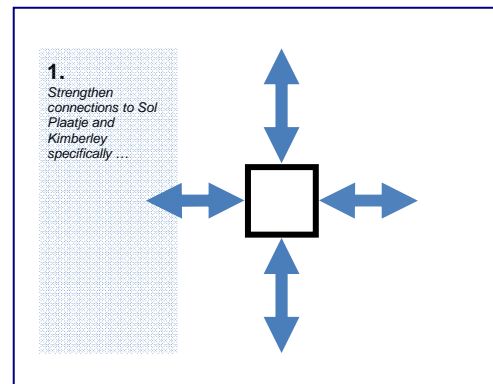 1.
Strengthen
connections to Sol
Plaatje and
Kimberley
specifically …